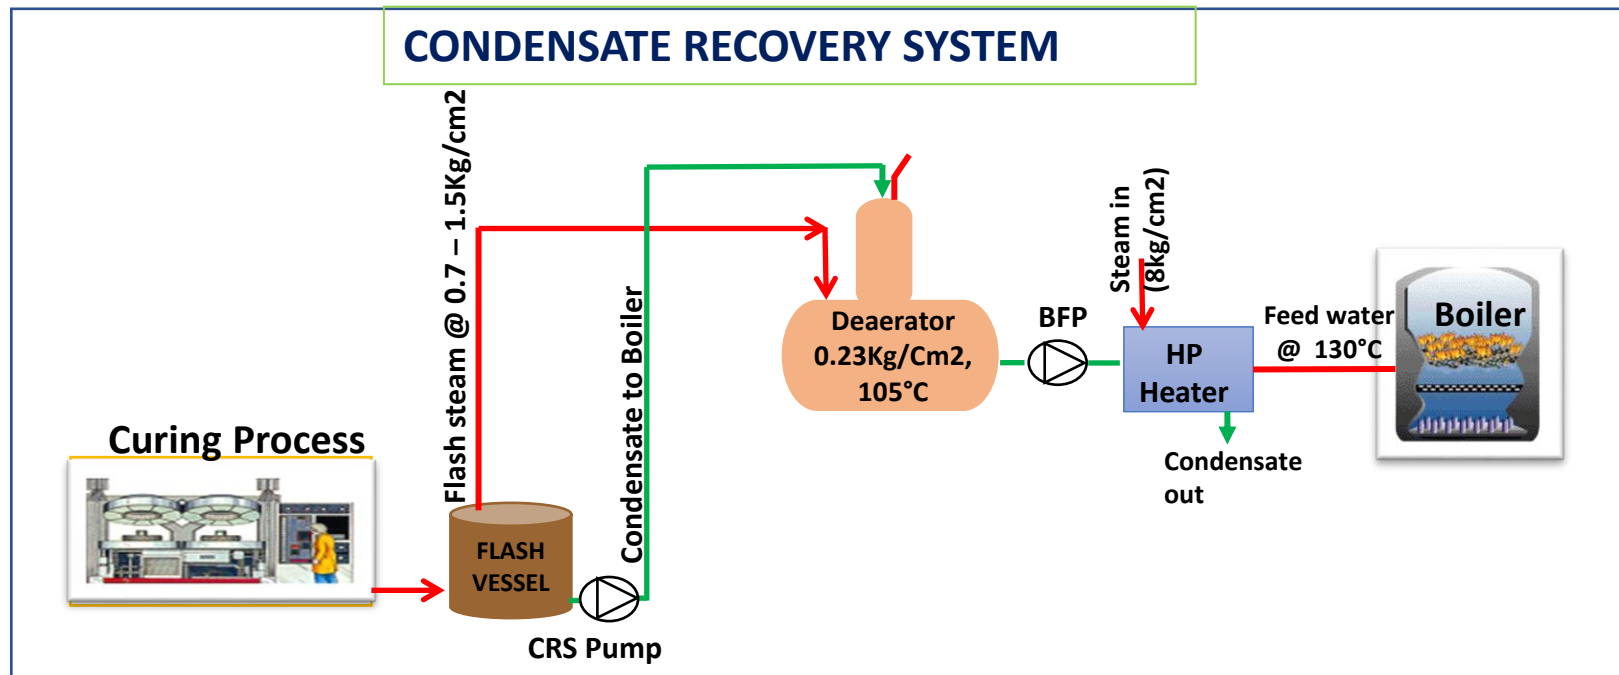 CONDENSATE RECOVERY SYSTEM
Flash steam @ 0.7 – 1.5Kg/cm2
Condensate to Boiler
Curing Process
FLASH
VESSEL
CRS Pump
Deaerator
0.23Kg/Cm2,
105°C
BFP
Steam in
(8kg/cm2)
HP
Heater
Condensate
out
Feed water
@ 130°C
Boiler